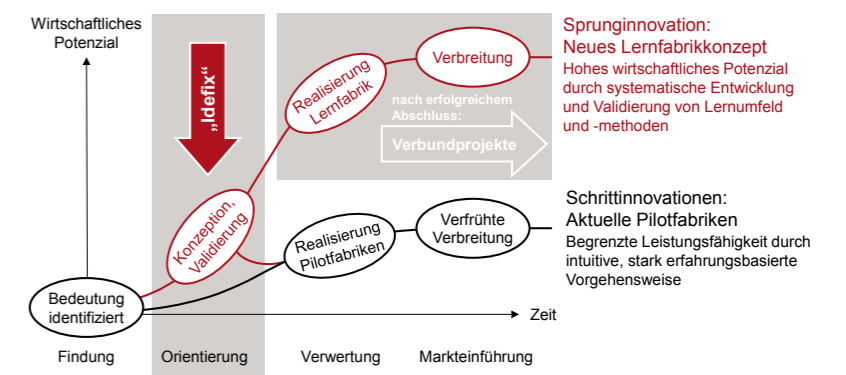 Wirtschaftliches
Potenzial
„Idefix“
Realisierung
Lernfabrik
Verbreitung
nach erfolgreichem
Abschluss:
Verbundprojekte
Sprunginnovation:
Neues Lernfabrikkonzept
Hohes wirtschaftliches Potenzial
durch systematische Entwicklung
und Validierung von Lernumfeld
und -methoden
Konzeption,
Validierung
Realisierung
Pilotfabriken
Verfrühte
Verbreitung
Schrittinnovationen:
Aktuelle Pilotfabriken
Begrenzte Leistungsfähigkeit durch
intuitive, stark erfahrungsbasierte
Vorgehensweise
Bedeutung
identifiziert
Zeit
Findung
Orientierung
Verwertung
Markteinführung